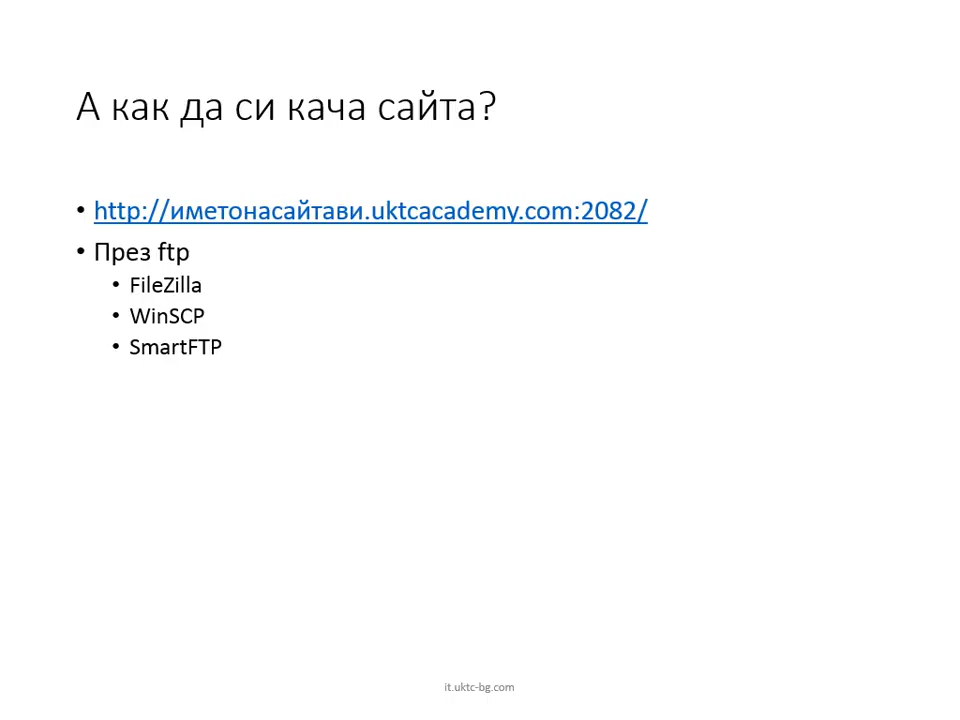 А как да си кача сайта?
• http://иметонасайтави.uktcacademy.com:2082/
• През ftp
• FileZilla
• WinSCP
• SmartFTP
it.uktc-bg.com